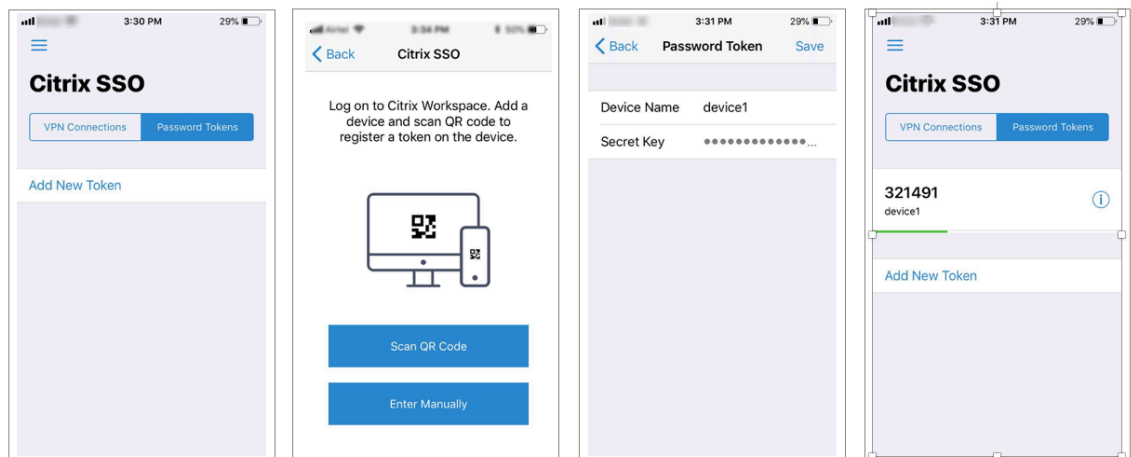 3:30 PM
29%
Citrix SSO
VPN Connections
Password Tokens
Add New Token
3:34 PM
50%
Back
Citrix SSO
Log on to Citrix Workspace. Add a
device and scan QR code to
register a token on the device.
Scan QR Code
Enter Manually
3:31 PM
29%
Back
Password Token
Save
Device Name
device1
Secret Key
3:31 PM
29%
Citrix SSO
VPN Connections
Password Tokens
321491
device1
Add New Token